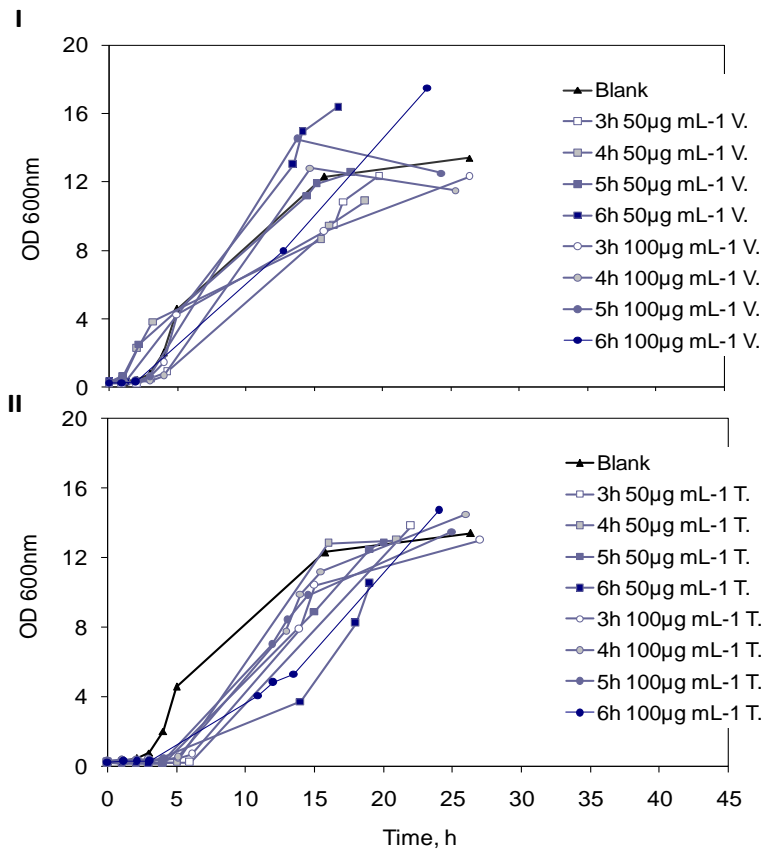 I
20
16
12
8
4
0
OD 600nm
Blank
3h 50µg mL-1 V.
4h 50µg mL-1 V.
5h 50µg mL-1 V.
6h 50µg mL-1 V.
3h 100µg mL-1 V.
4h 100µg mL-1 V.
5h 100µg mL-1 V.
6h 100µg mL-1 V.
II
20
16
12
8
4
0
OD 600nm
Blank
3h 50µg mL-1 T.
4h 50µg mL-1 T.
5h 50µg mL-1 T.
6h 50µg mL-1 T.
3h 100µg mL-1 T.
4h 100µg mL-1 T.
5h 100µg mL-1 T.
6h 100µg mL-1 T.
0 5 10 15 20 25 30 35 40 45
Time, h